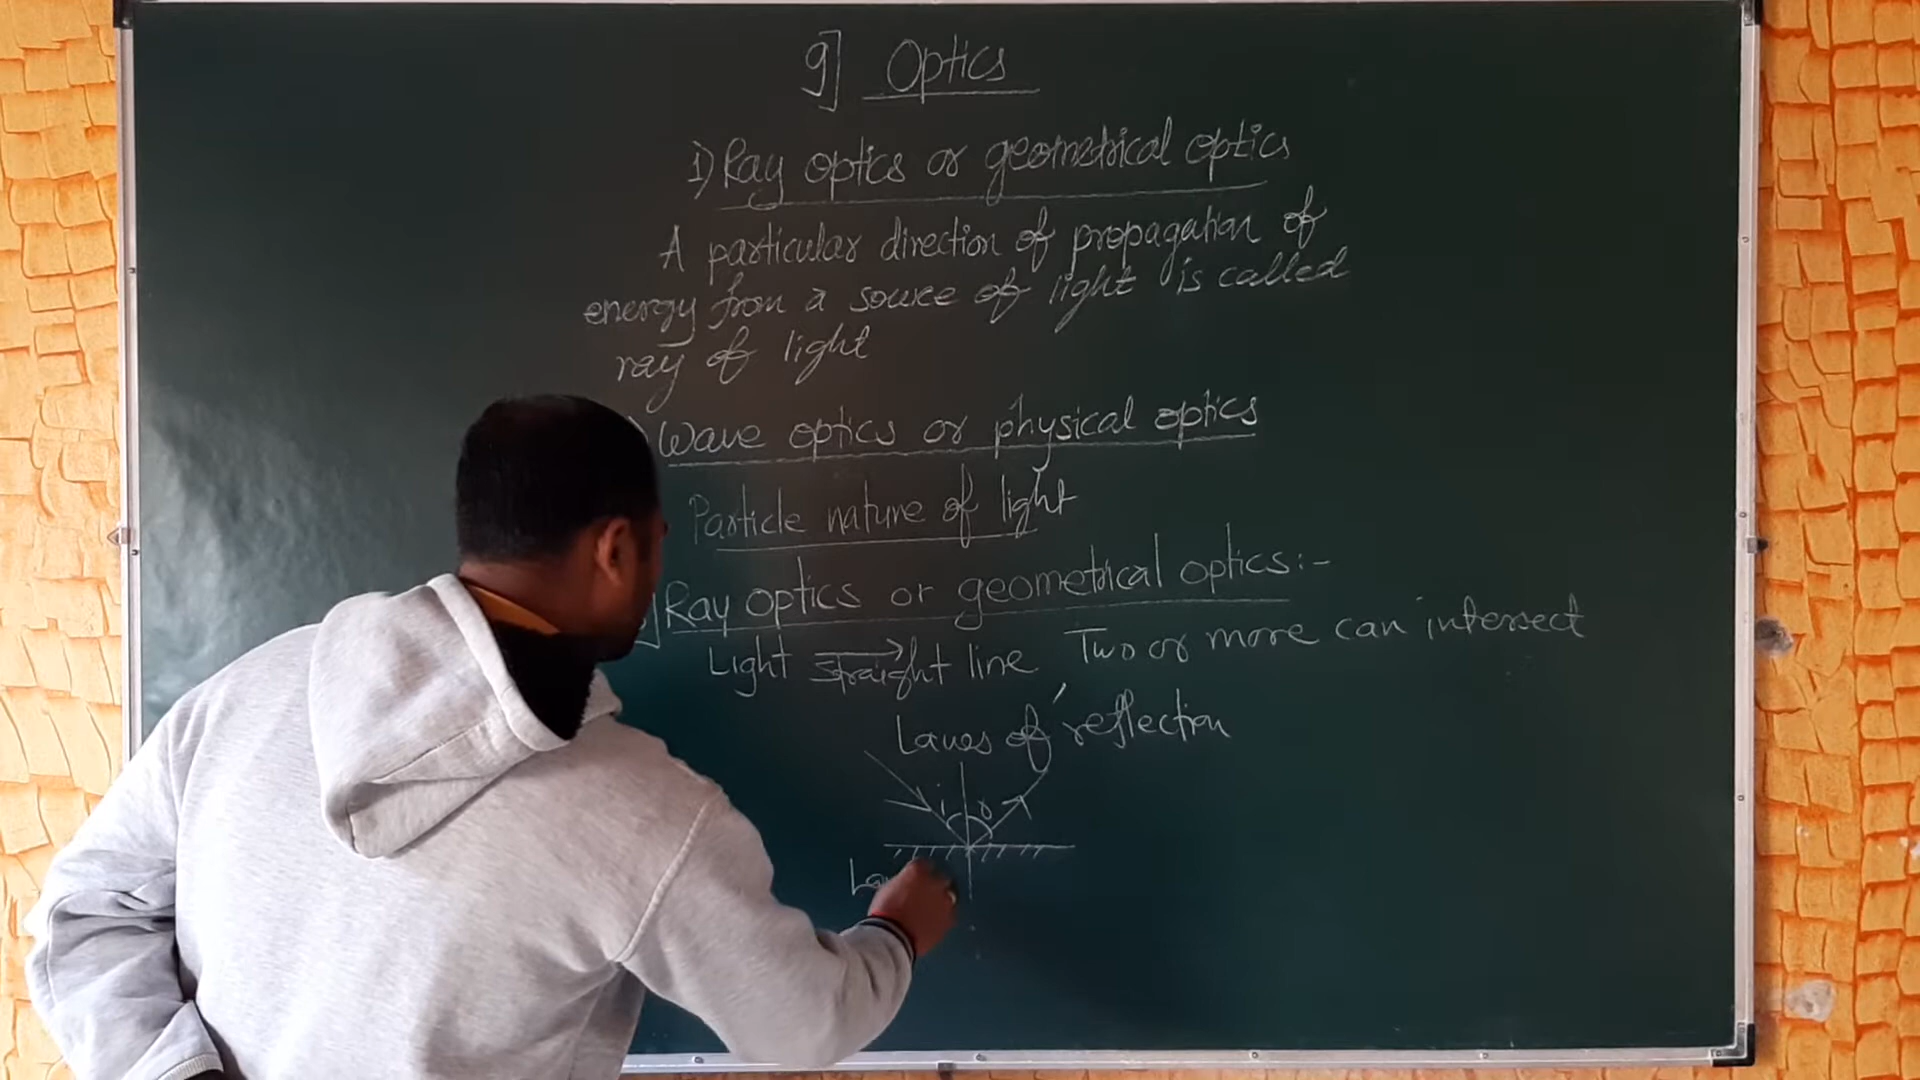 9] Optics
1) Ray optics or geometrical optics
A particular direction of propagation of
energy from a source of light is called
ray of light
) Wave optics or physical optics
Particle nature of light
] Ray optics or geometrical optics:-
Light straight line Two or more can intersect
Laws of reflection
i r
La